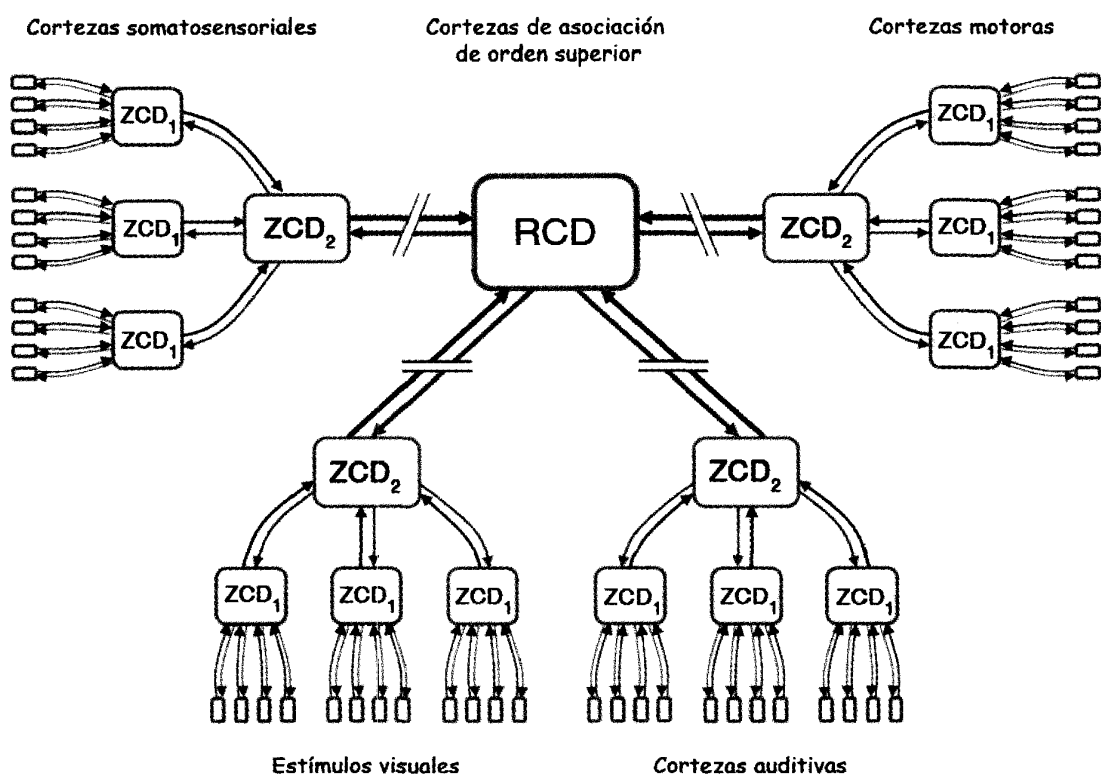 Cortezas somatosensoriales
Cortezas de asociación
de orden superior
Cortezas motoras
ZCD₁
ZCD₁
ZCD₁
ZCD₂
RCD
ZCD₂
ZCD₁
ZCD₁
ZCD₁
ZCD₂
ZCD₂
ZCD₁
ZCD₁
ZCD₁
ZCD₁
ZCD₁
ZCD₁
Estímulos visuales
Cortezas auditivas